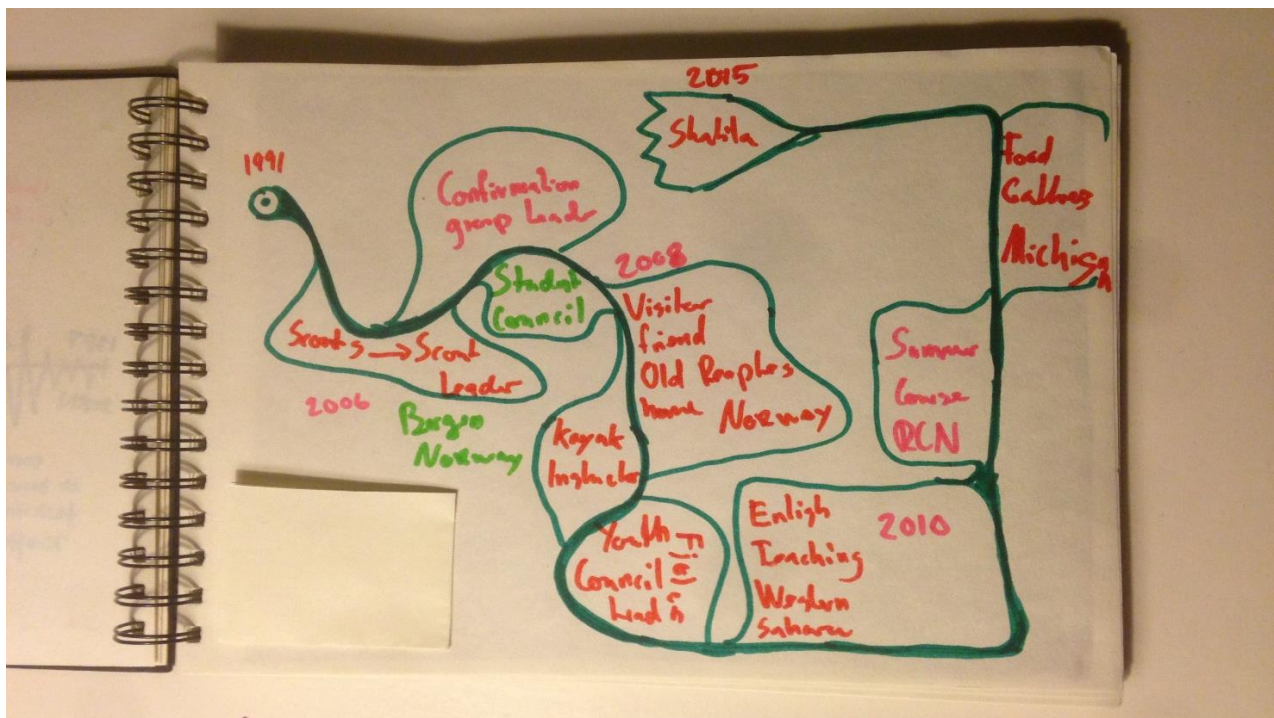 1991
Confirmation
group leader
Scouts → Scout
Leader
2006
Bergen
Norway
Student
Council
2008
Visitor
friend
Old Peoples
home Norway
Kayak
Instructor
Youth
Council
Lead
Enligh
Teaching
Western
Sahara
2010
Summer
Course
RCN
Food
Michigan
2015
Shatila